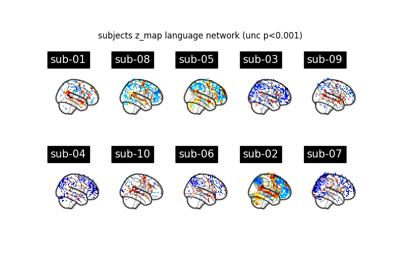 subjects z_map language network (unc p<0.001)
sub-01 sub-08 sub-05 sub-03 sub-09
sub-04 sub-10 sub-06 sub-02 sub-07